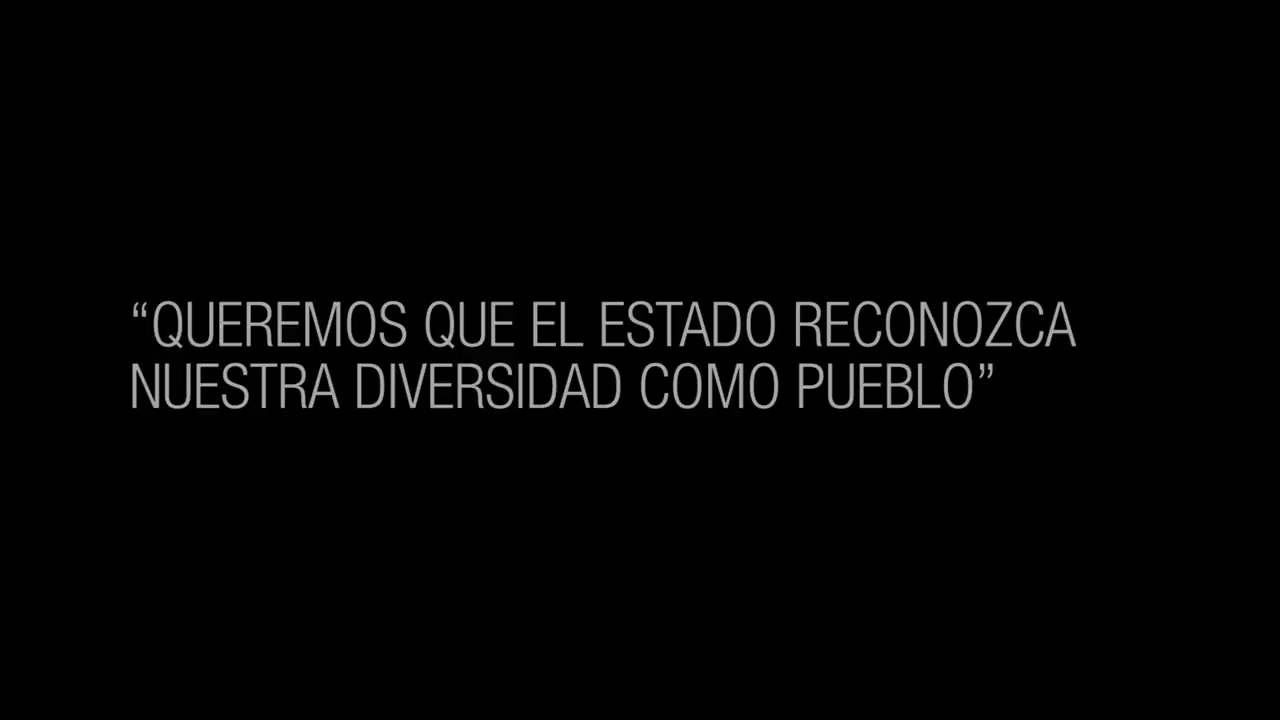 “QUEREMOS QUE EL ESTADO RECONOZCA
NUESTRA DIVERSIDAD COMO PUEBLO”